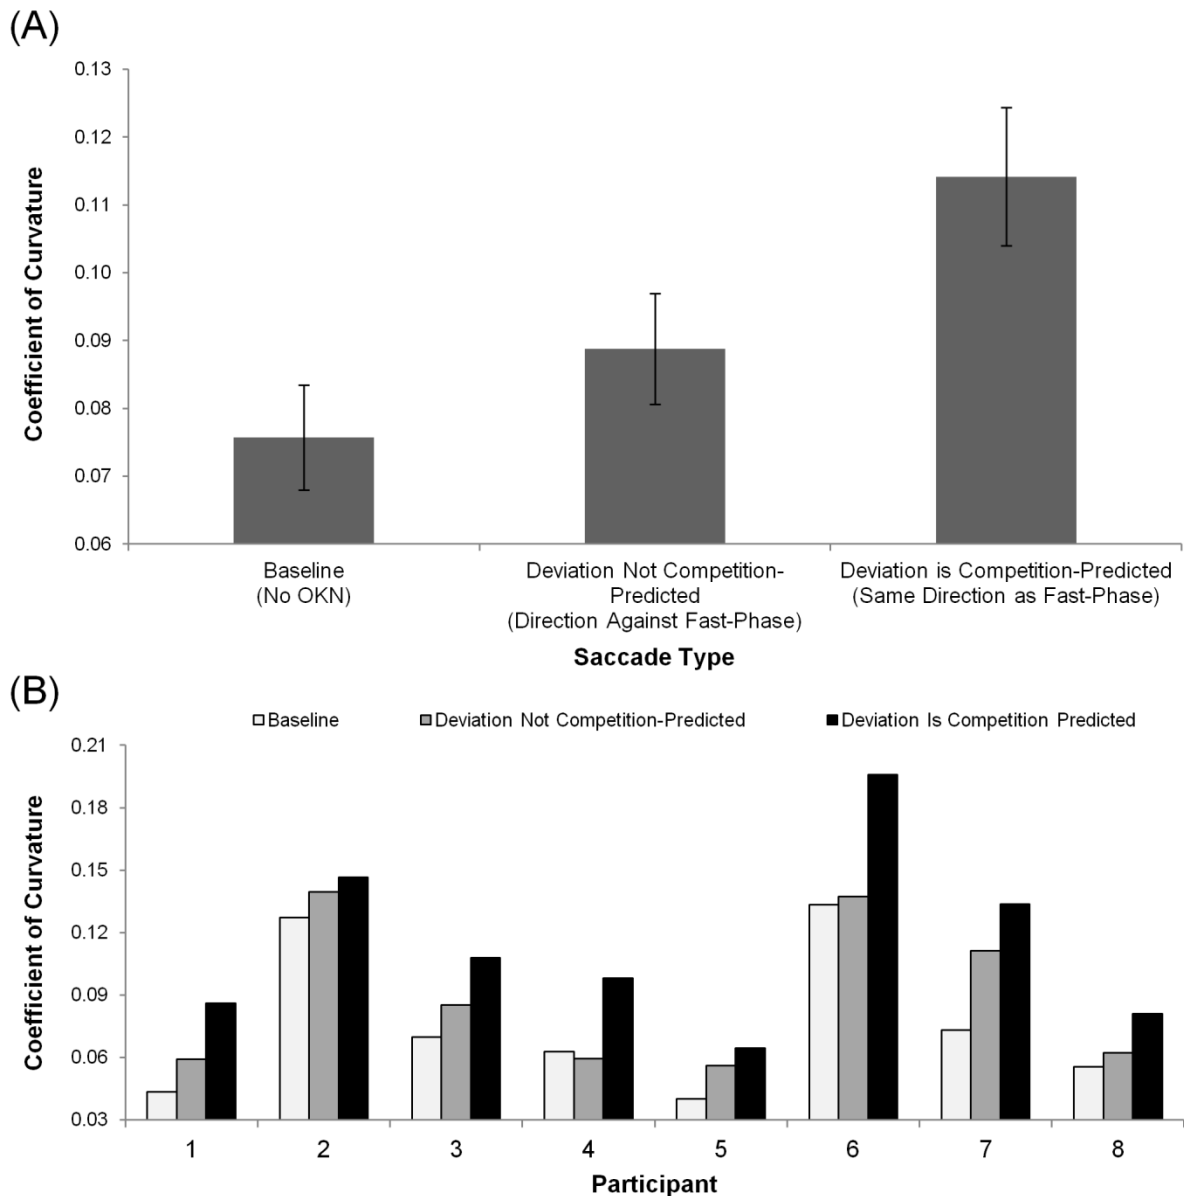 (A)
0.13
0.12
0.11
0.10
0.09
0.08
0.07
0.06
Coefficient of Curvature
Baseline
(No OKN)
Deviation Not Competition-
Predicted
(Direction Against Fast-Phase)
Deviation is Competition-Predicted
(Same Direction as Fast-Phase)
Saccade Type
(B)
Baseline
Deviation Not Competition-Predicted
Deviation Is Competition Predicted
0.21
0.18
0.15
0.12
0.09
0.06
0.03
Coefficient of Curvature
1 2 3 4 5 6 7 8
Participant